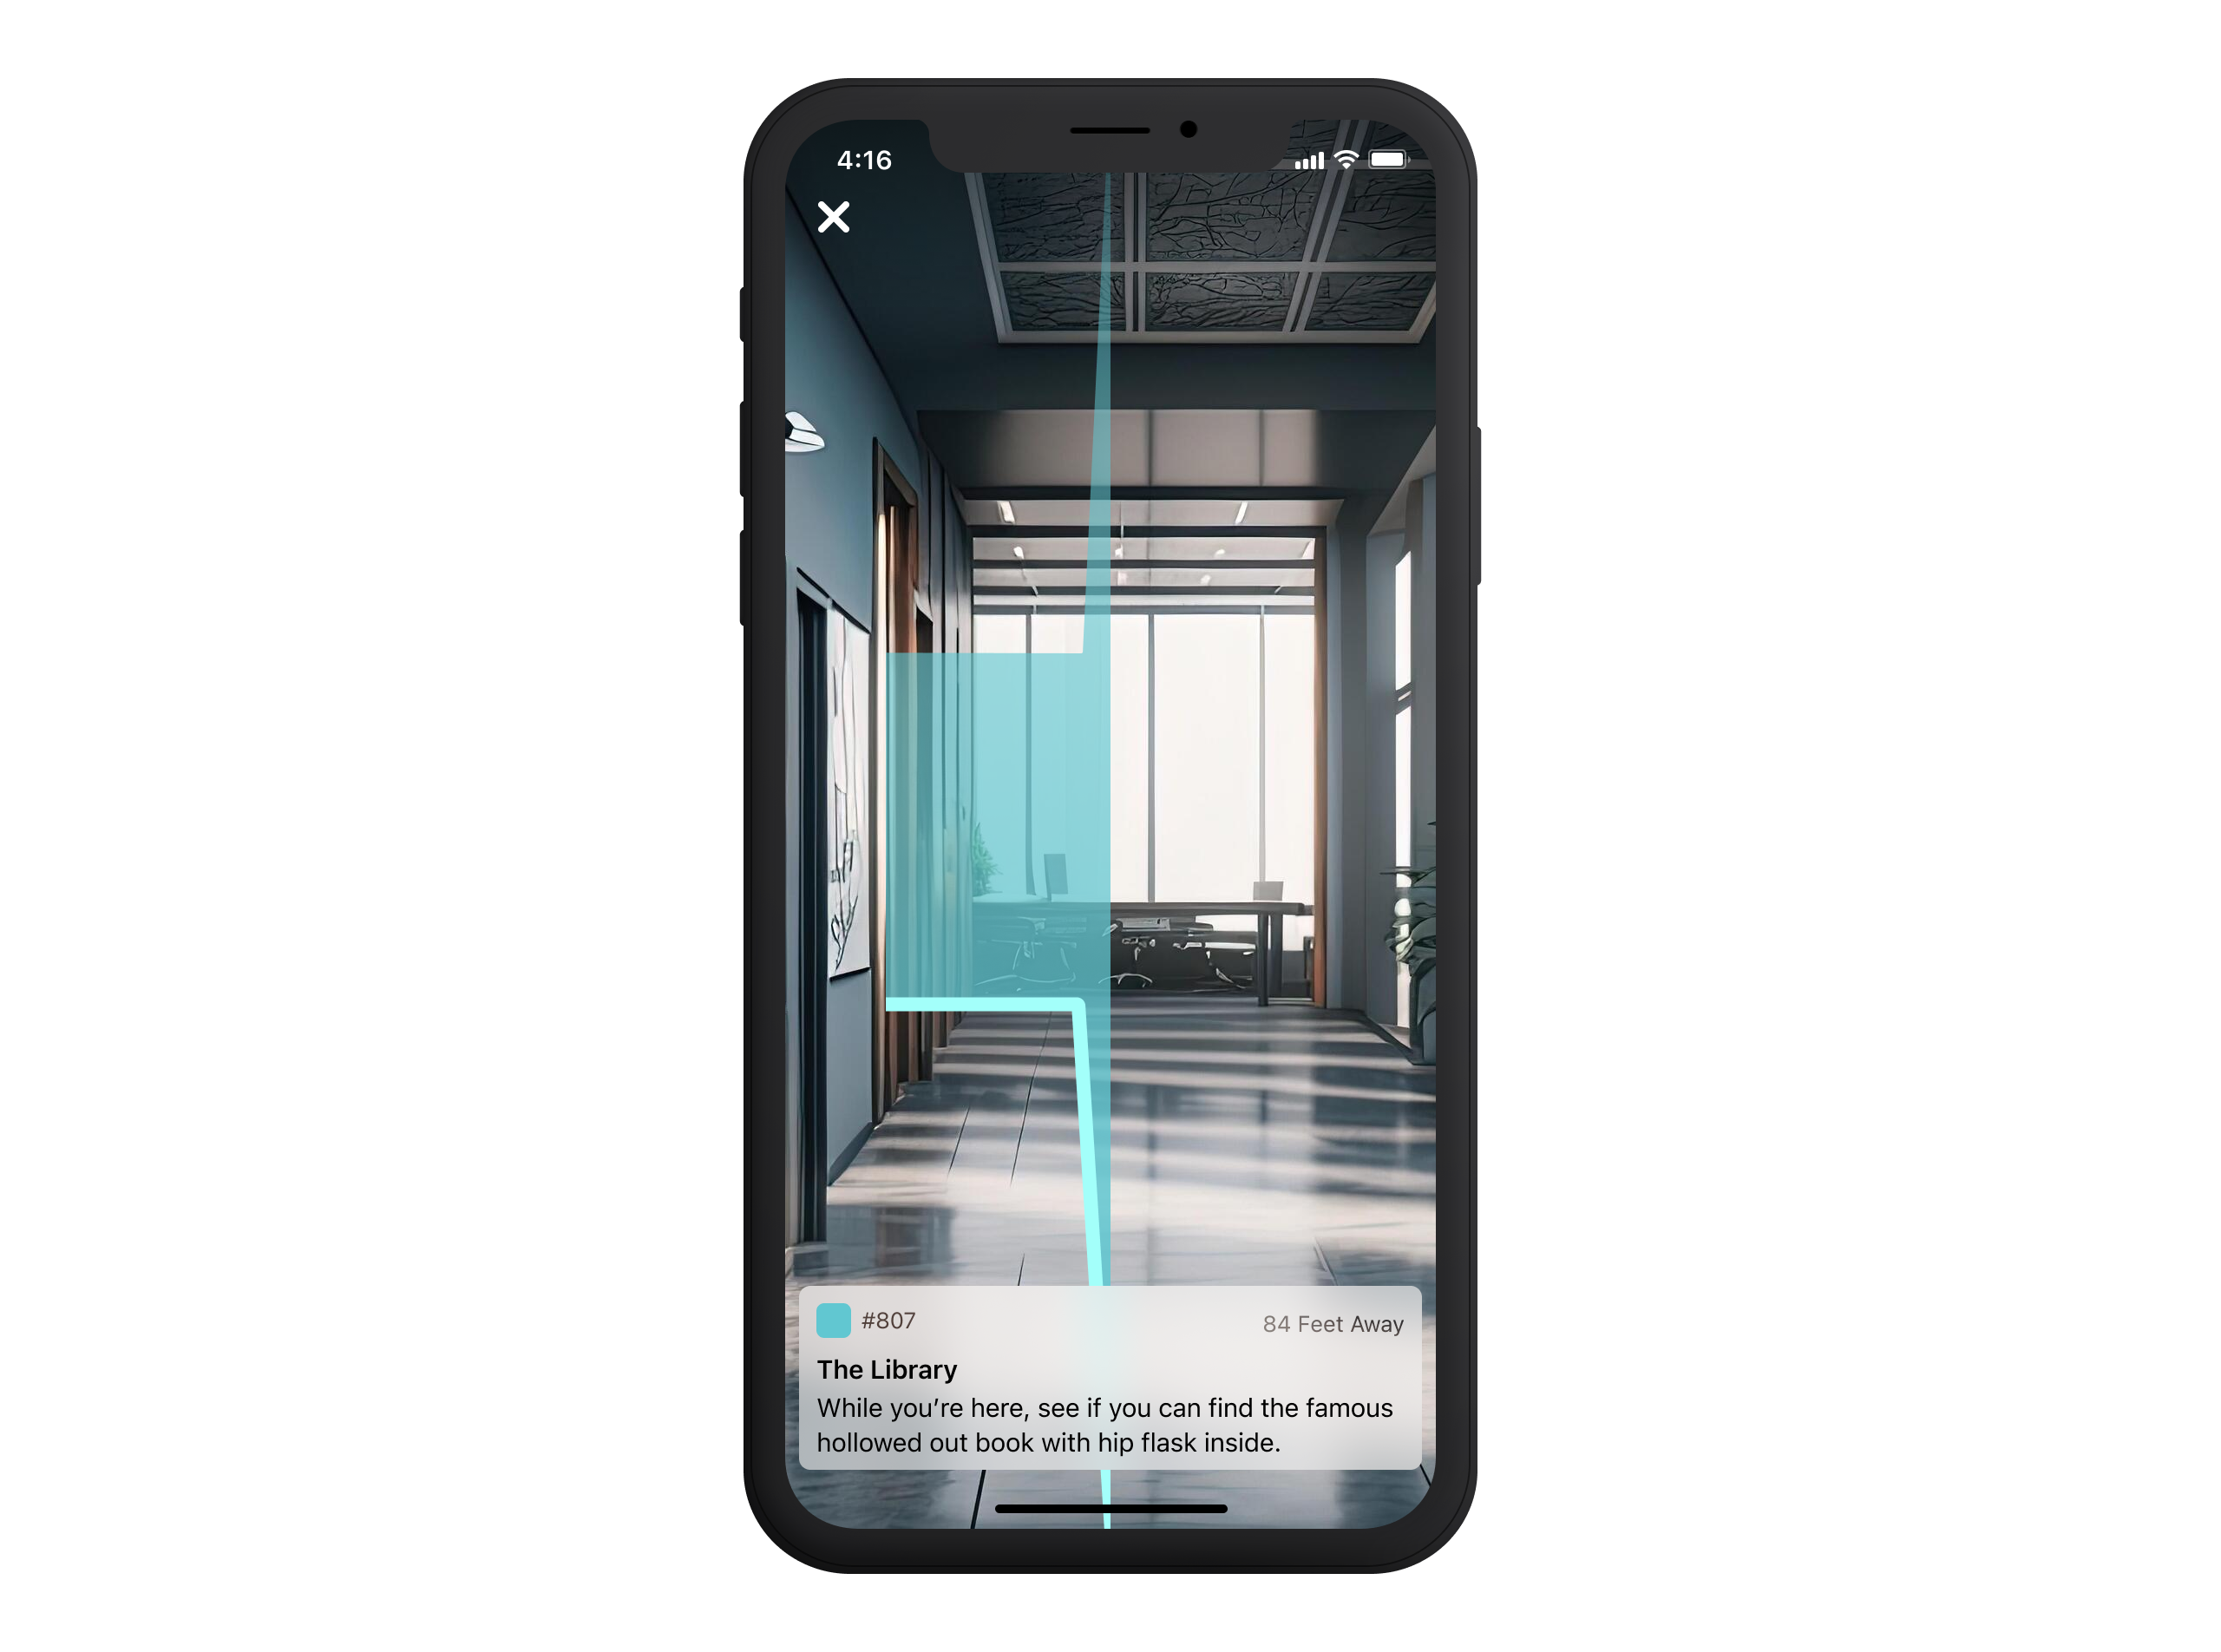 4:16
#807
84 Feet Away
The Library
While you’re here, see if you can find the famous
hollowed out book with hip flask inside.